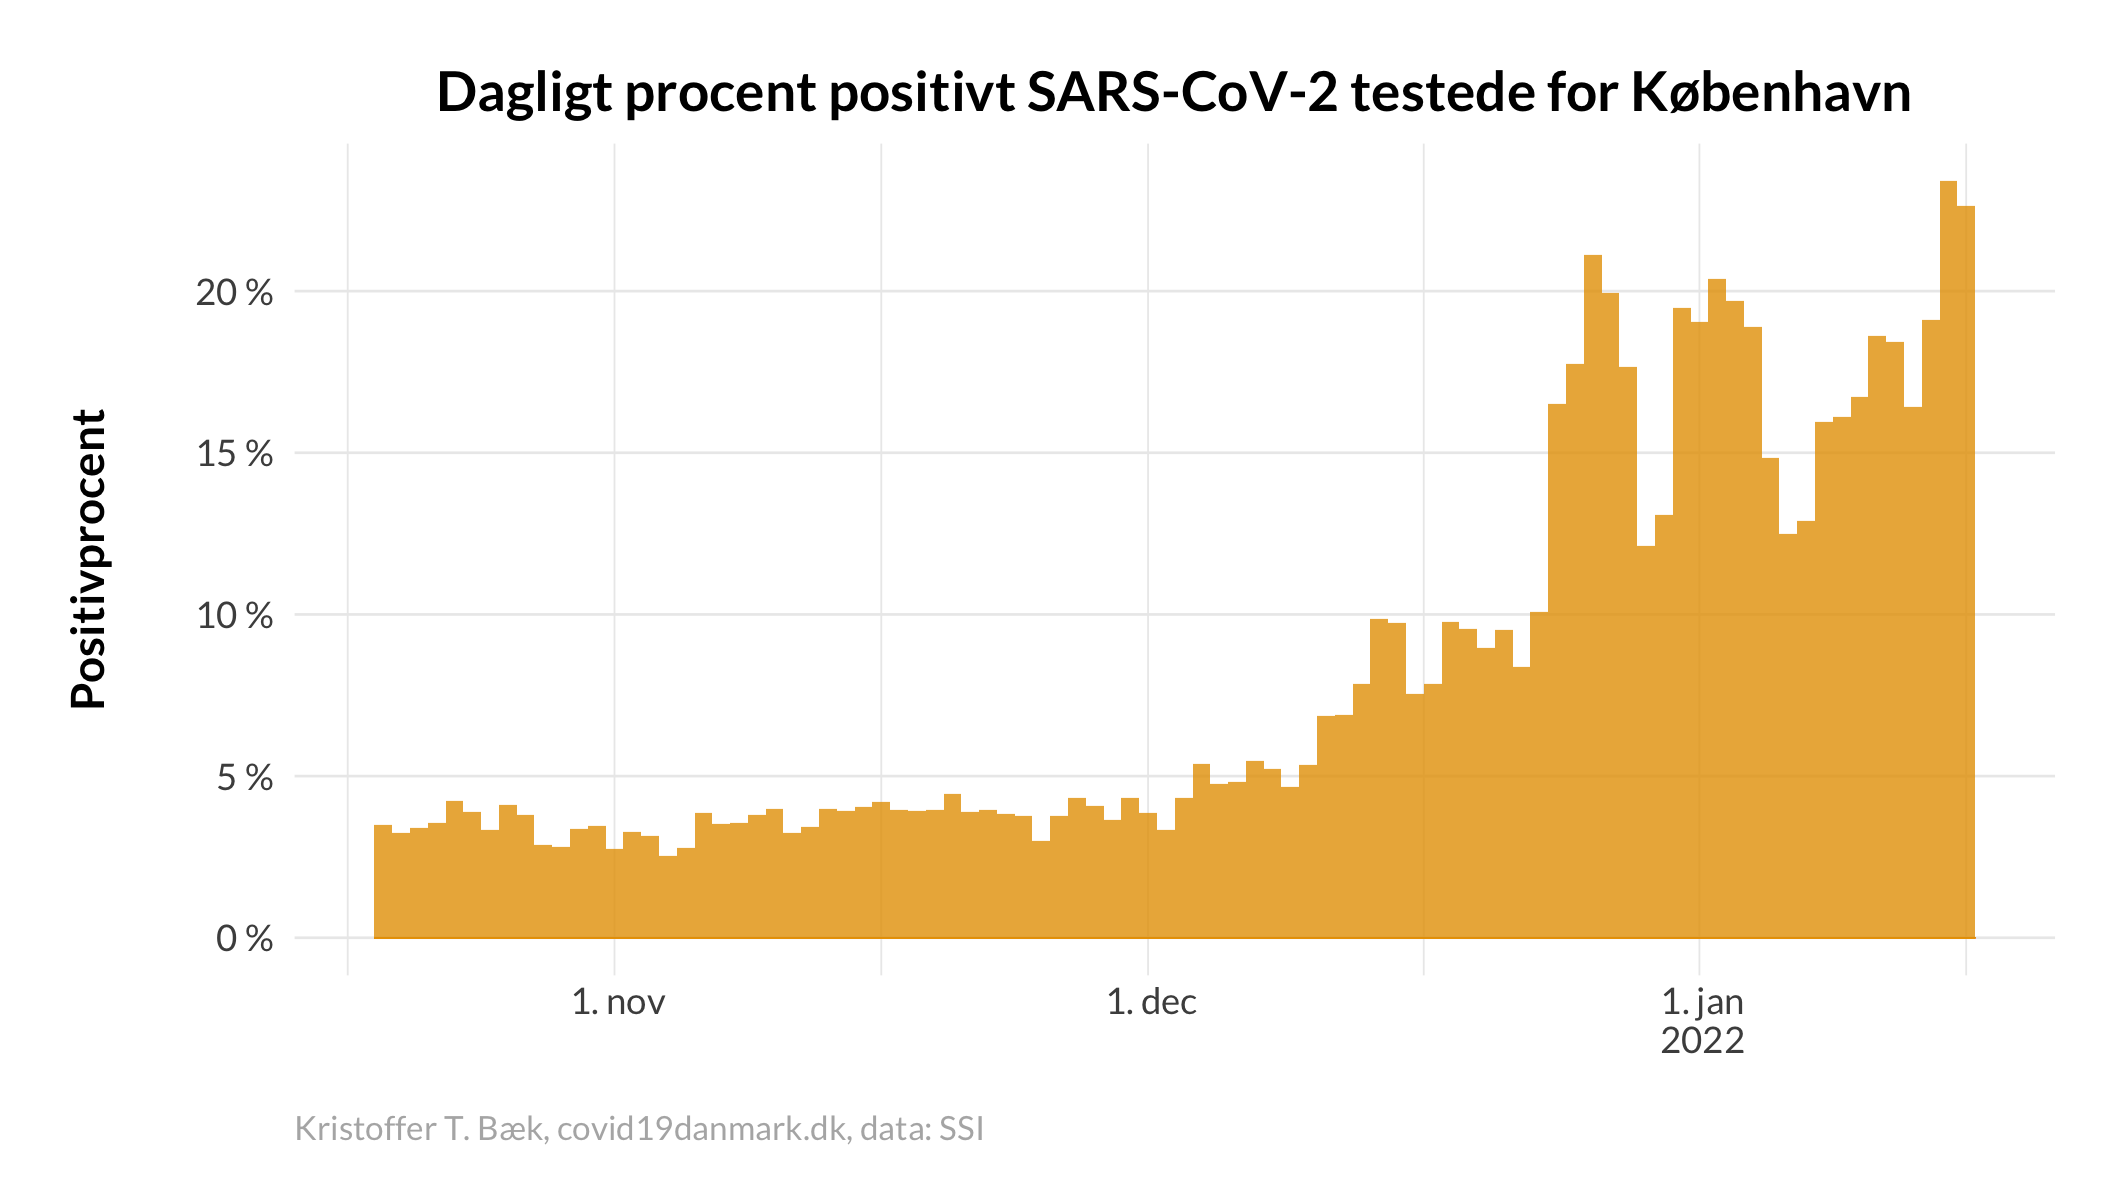 Dagligt procent positivt SARS-CoV-2 testede for København
Positivprocent
20 %
15 %
10 %
5 %
0 %
1. nov
1. dec
1. jan
2022
Kristoffer T. Bæk, covid19danmark.dk, data: SSI